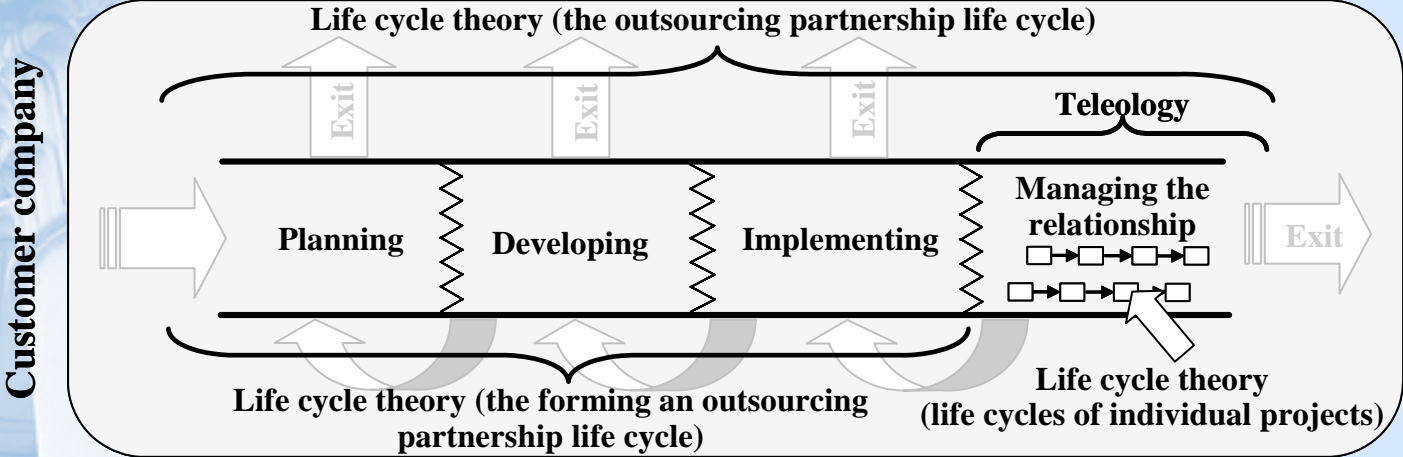 Customer company
Life cycle theory (the outsourcing partnership life cycle)
Exit
Exit
Exit
Teleology
Planning
Developing
Implementing
Managing the
relationship
Exit
Life cycle theory (the forming an outsourcing
partnership life cycle)
Life cycle theory
(life cycles of individual projects)